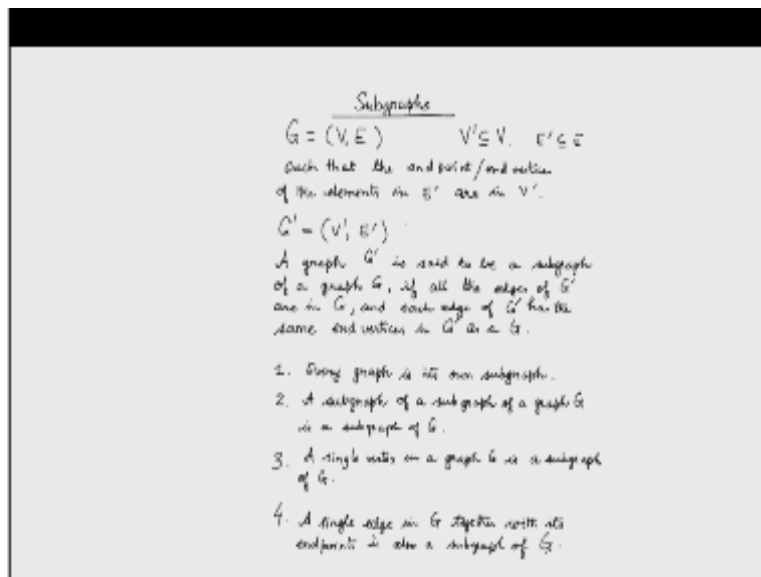 Subgraphs
G = (V, E)    V' ⊆ V.  E' ⊆ E
such that the end point/end vertices
of the elements in E' are in V'.
G' = (V', E')
A graph G' is said to be a subgraph
of a graph G, if all the edges of G'
are in G, and each edge of G' has the
same end vertices in G' as in G.
1. Every graph is its own subgraph.
2. A subgraph of a subgraph of a graph G
is a subgraph of G.
3. A single vertex in a graph G is a subgraph
of G.
4. A single edge in G together with its
endpoints is also a subgraph of G.